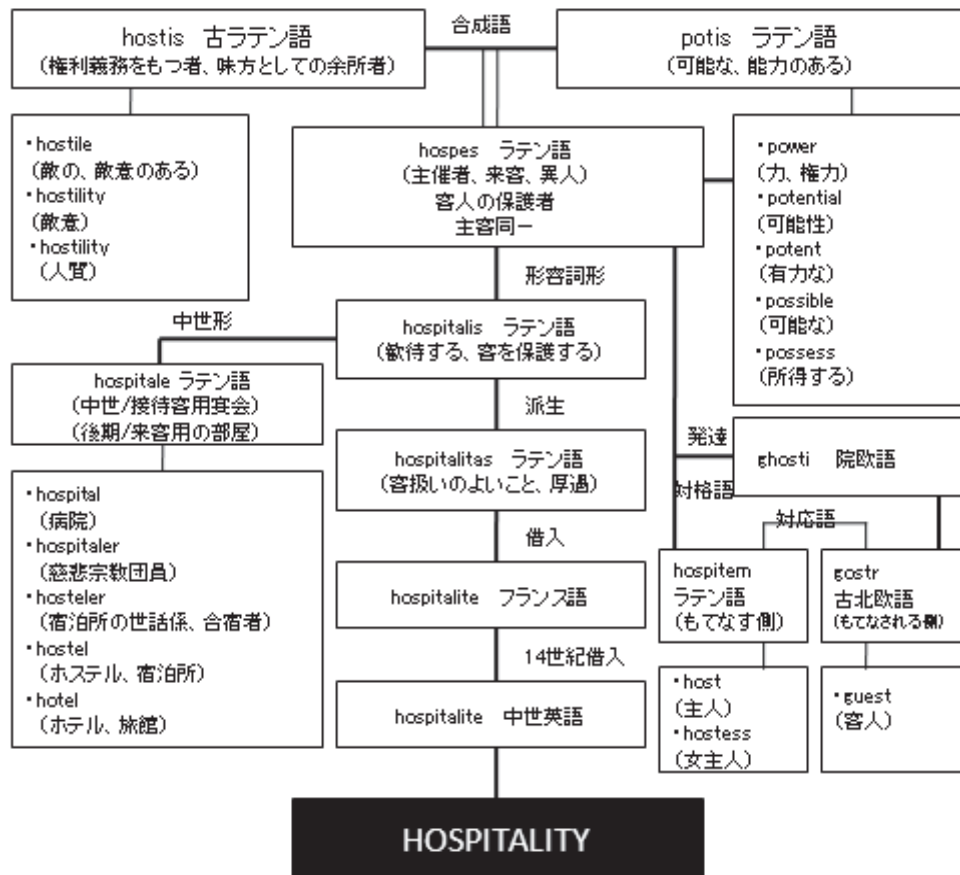 hostis 古ラテン語
(権利義務をもつ者、味方としての余所者)
合成語
potis ラテン語
(可能な、能力のある)
・hostile
(敵の、敵意のある)
・hostility
(敵意)
・hostility
(人質)
hospes ラテン語
(主催者、来客、異人)
客人の保護者
主客同一
・power
(力、権力)
・potential
(可能性)
・potent
(有力な)
・possible
(可能な)
・possess
(所得する)
形容詞形
中世形
hospitalis ラテン語
(歓待する、客を保護する)
hospitale ラテン語
(中世/接待客用宴会)
(後期/来客用の部屋)
派生
hospitalitas ラテン語
(客扱いのよいこと、厚過)
発達
ghosti 院欧語
対格語
対応語
・hospital
(病院)
・hospitaler
(慈悲宗教団員)
・hosteler
(宿泊所の世話係、合宿者)
・hostel
(ホステル、宿泊所)
・hotel
(ホテル、旅館)
借入
hospitalite フランス語
hospitem
ラテン語
(もてなす側)
gostr
古北欧語
(もてなされる側)
14世紀借入
hospitalite 中世英語
・host
(主人)
・hostess
(女主人)
・guest
(客人)
HOSPITALITY